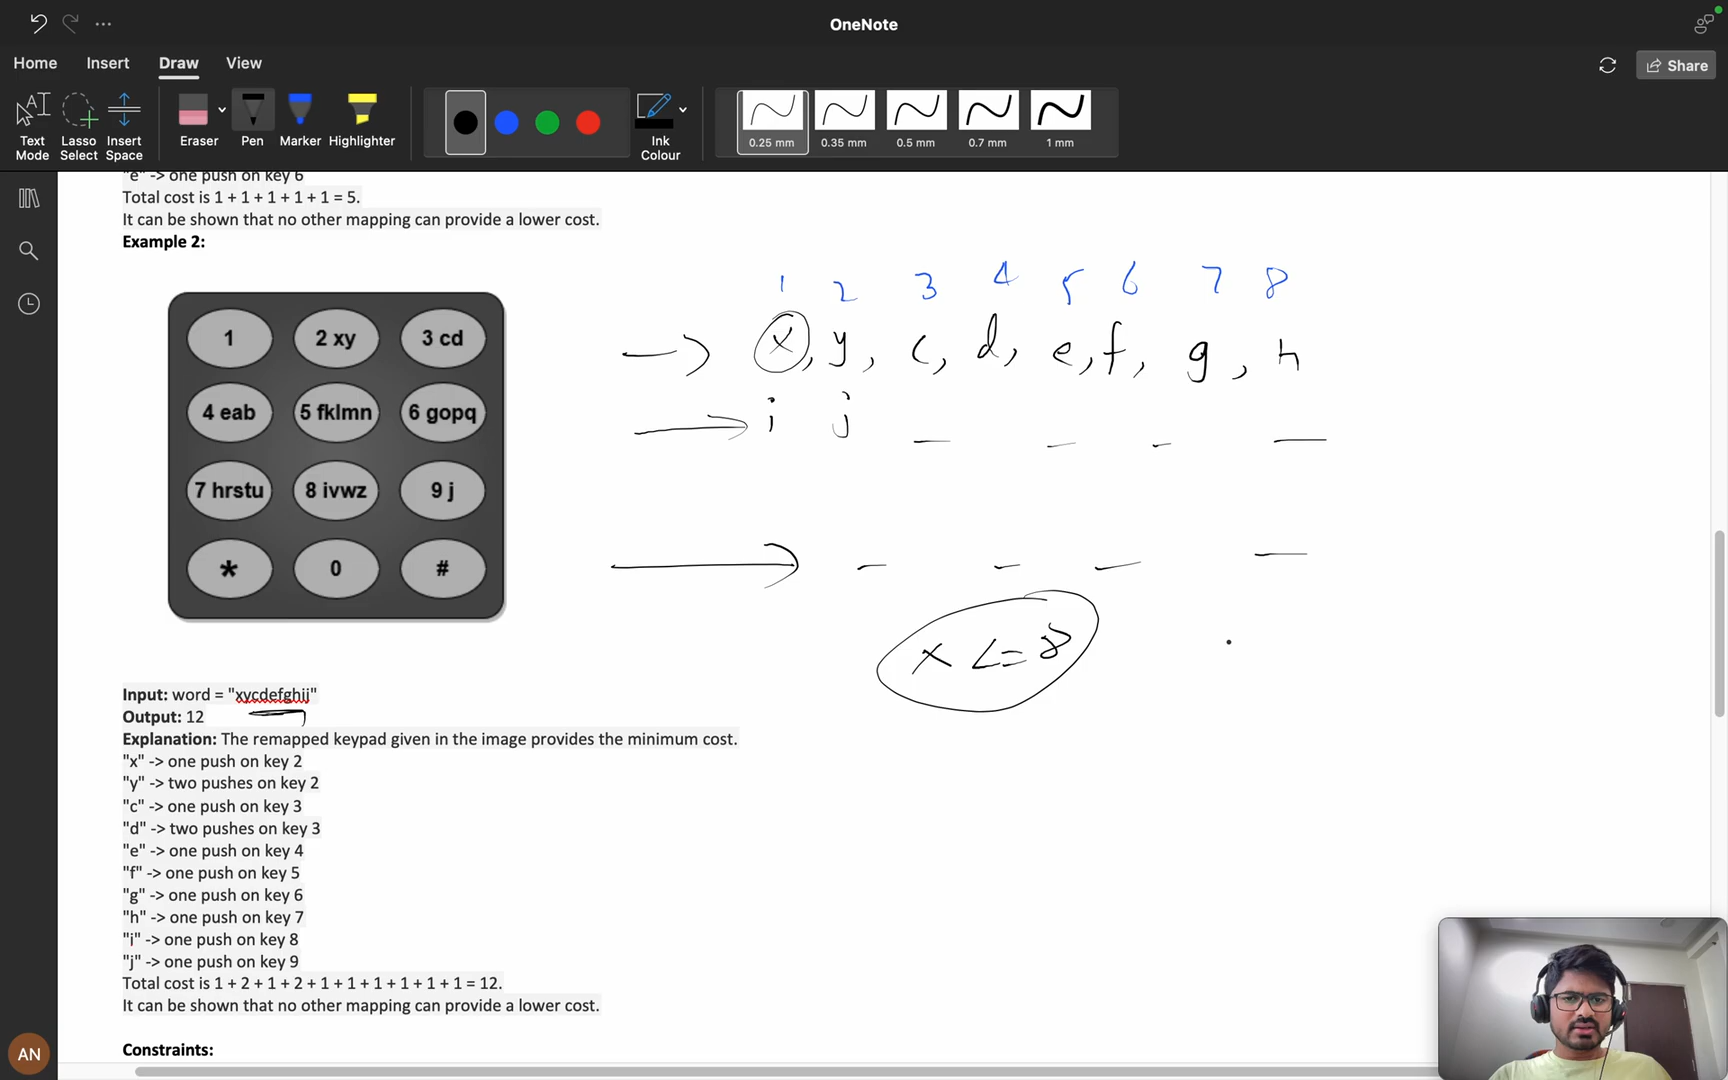 OneNote
Home Insert Draw View
Share
Text Mode
Lasso Select
Insert Space
Eraser
Pen
Marker
Highlighter
Ink Colour
0.25 mm
0.35 mm
0.5 mm
0.7 mm
1 mm
"e" -> one push on key 6
Total cost is 1 + 1 + 1 + 1 + 1 = 5.
It can be shown that no other mapping can provide a lower cost.
Example 2:
1 2 3 4 5 6 7 8
x, y, c, d, e, f, g, h
i j
x <= 8
1 2 xy 3 cd
4 eab 5 fklmn 6 gopq
7 hrstu 8 ivwz 9 j
* 0 #
Input: word = "xycdefghij"
Output: 12
Explanation: The remapped keypad given in the image provides the minimum cost.
"x" -> one push on key 2
"y" -> two pushes on key 2
"c" -> one push on key 3
"d" -> two pushes on key 3
"e" -> one push on key 4
"f" -> one push on key 5
"g" -> one push on key 6
"h" -> one push on key 7
"i" -> one push on key 8
"j" -> one push on key 9
Total cost is 1 + 2 + 1 + 2 + 1 + 1 + 1 + 1 + 1 + 1 = 12.
It can be shown that no other mapping can provide a lower cost.
Constraints:
AN